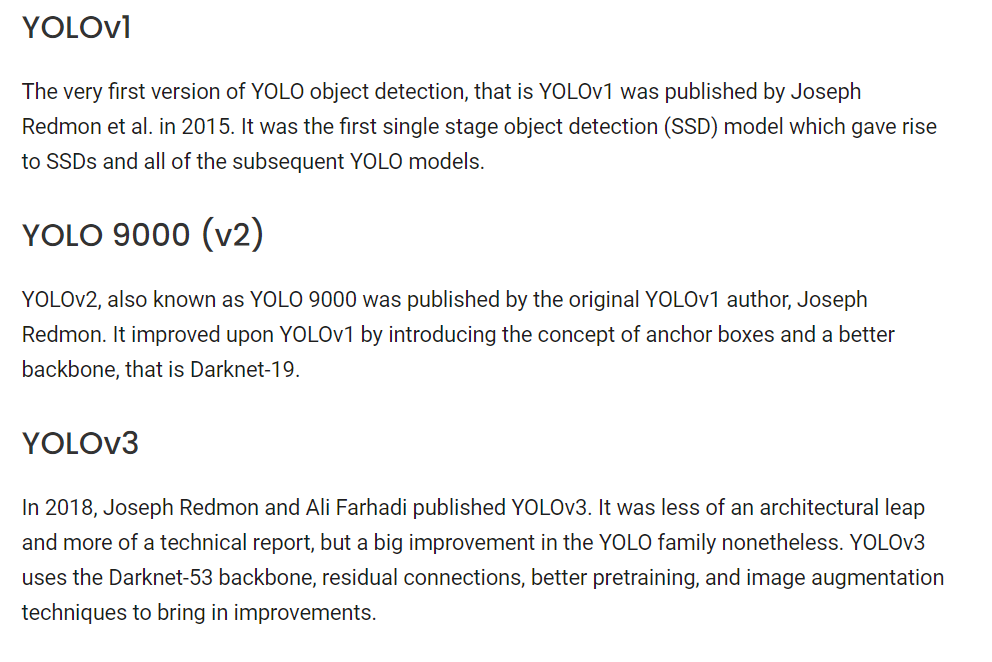 YOLOv1
The very first version of YOLO object detection, that is YOLOv1 was published by Joseph
Redmon et al. in 2015. It was the first single stage object detection (SSD) model which gave rise
to SSDs and all of the subsequent YOLO models.
YOLO 9000 (v2)
YOLOv2, also known as YOLO 9000 was published by the original YOLOv1 author, Joseph
Redmon. It improved upon YOLOv1 by introducing the concept of anchor boxes and a better
backbone, that is Darknet-19.
YOLOv3
In 2018, Joseph Redmon and Ali Farhadi published YOLOv3. It was less of an architectural leap
and more of a technical report, but a big improvement in the YOLO family nonetheless. YOLOv3
uses the Darknet-53 backbone, residual connections, better pretraining, and image augmentation
techniques to bring in improvements.